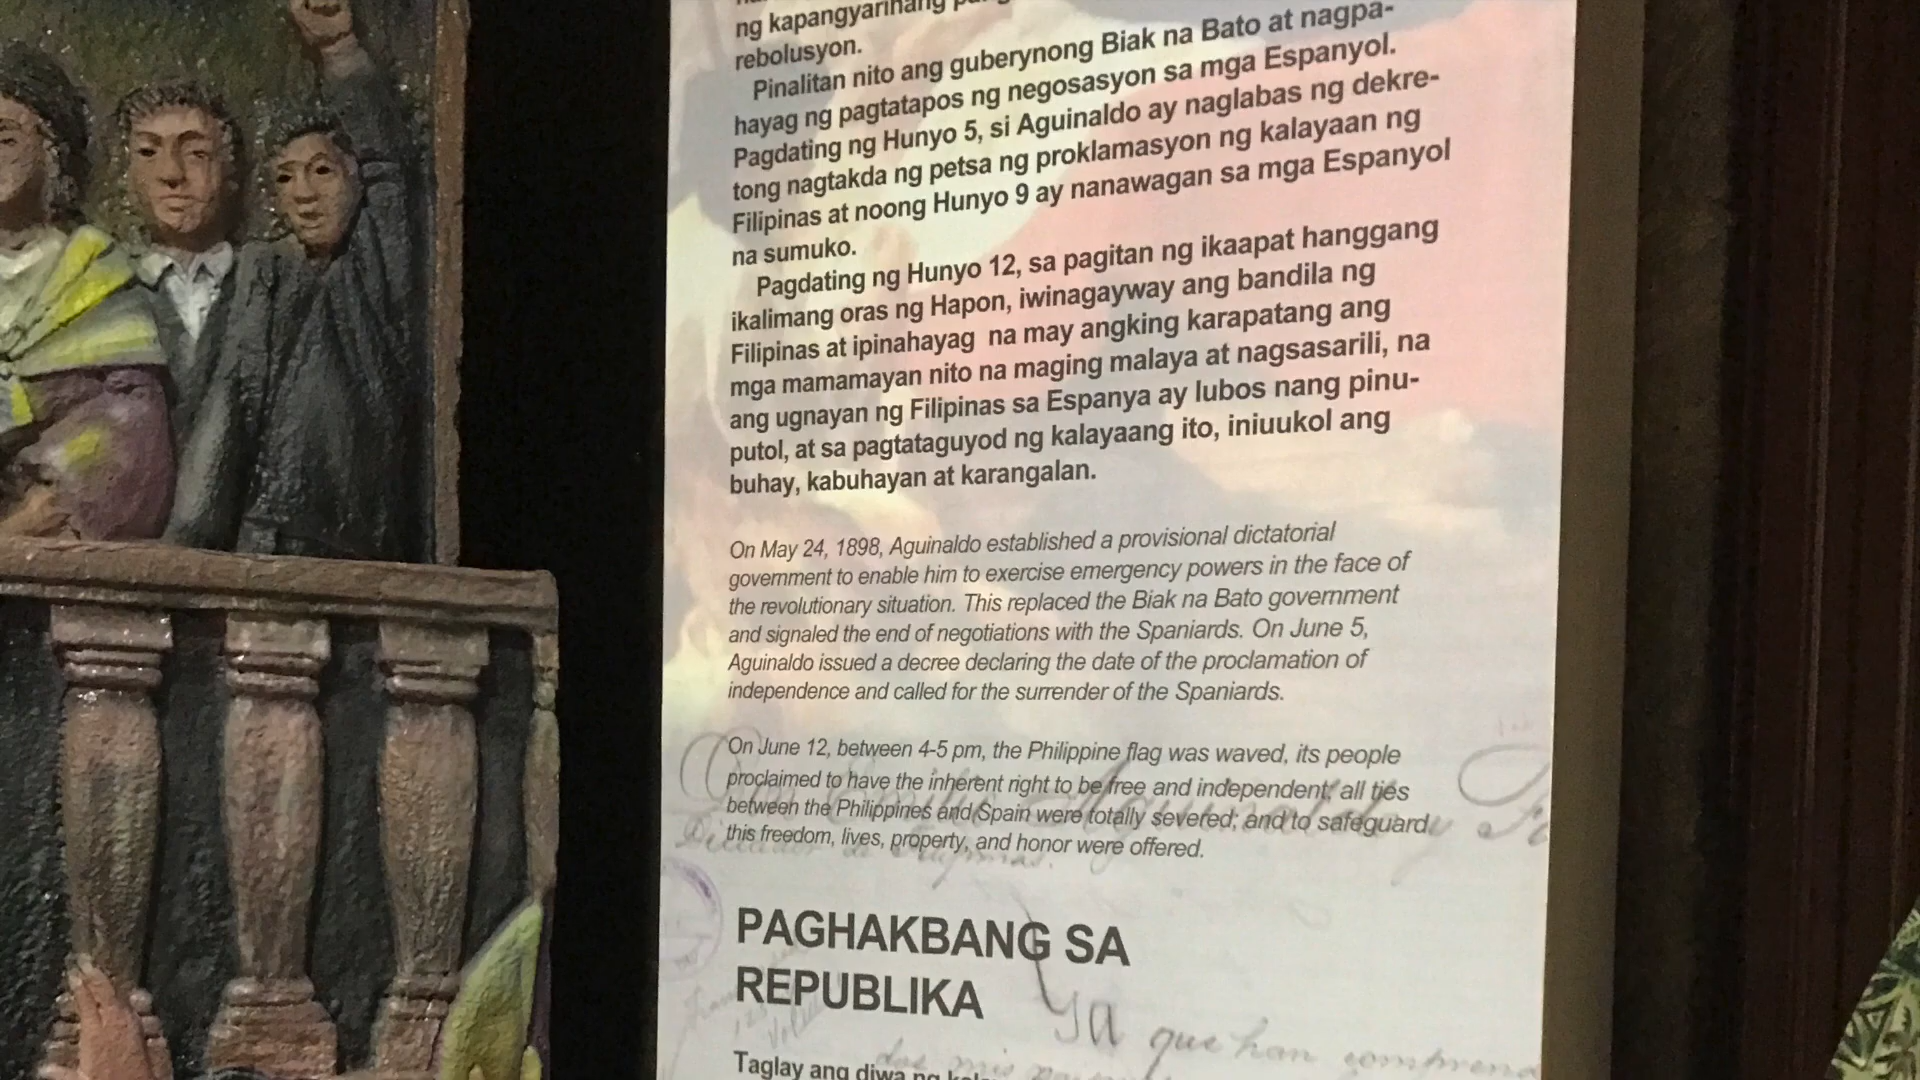 ng kapangyarihang
rebolusyon.
Pinalitan nito ang guberynong Biak na Bato at nagpa-
hayag ng pagtatapos ng negosasyon sa mga Espanyol.
Pagdating ng Hunyo 5, si Aguinaldo ay naglabas ng dekre-
tong nagtakda ng petsa ng proklamasyon ng kalayaan ng
Filipinas at noong Hunyo 9 ay nanawagan sa mga Espanyol
na sumuko.
Pagdating ng Hunyo 12, sa pagitan ng ikaapat hanggang
ikalimang oras ng Hapon, iwinagayway ang bandila ng
Filipinas at ipinahayag na may angking karapatang ang
mga mamamayan nito na maging malaya at nagsasarili, na
ang ugnayan ng Filipinas sa Espanya ay lubos nang pinu-
putol, at sa pagtataguyod ng kalayaang ito, iniuukol ang
buhay, kabuhayan at karangalan.
On May 24, 1898, Aguinaldo established a provisional dictatorial
government to enable him to exercise emergency powers in the face of
the revolutionary situation. This replaced the Biak na Bato government
and signaled the end of negotiations with the Spaniards. On June 5,
Aguinaldo issued a decree declaring the date of the proclamation of
independence and called for the surrender of the Spaniards.
On June 12, between 4-5 pm, the Philippine flag was waved, its people
proclaimed to have the inherent right to be free and independent; all ties
between the Philippines and Spain were totally severed; and to safeguard
this freedom, lives, property, and honor were offered.
PAGHAKBANG SA
REPUBLIKA
Ya que han
Taglay ang diwa ng